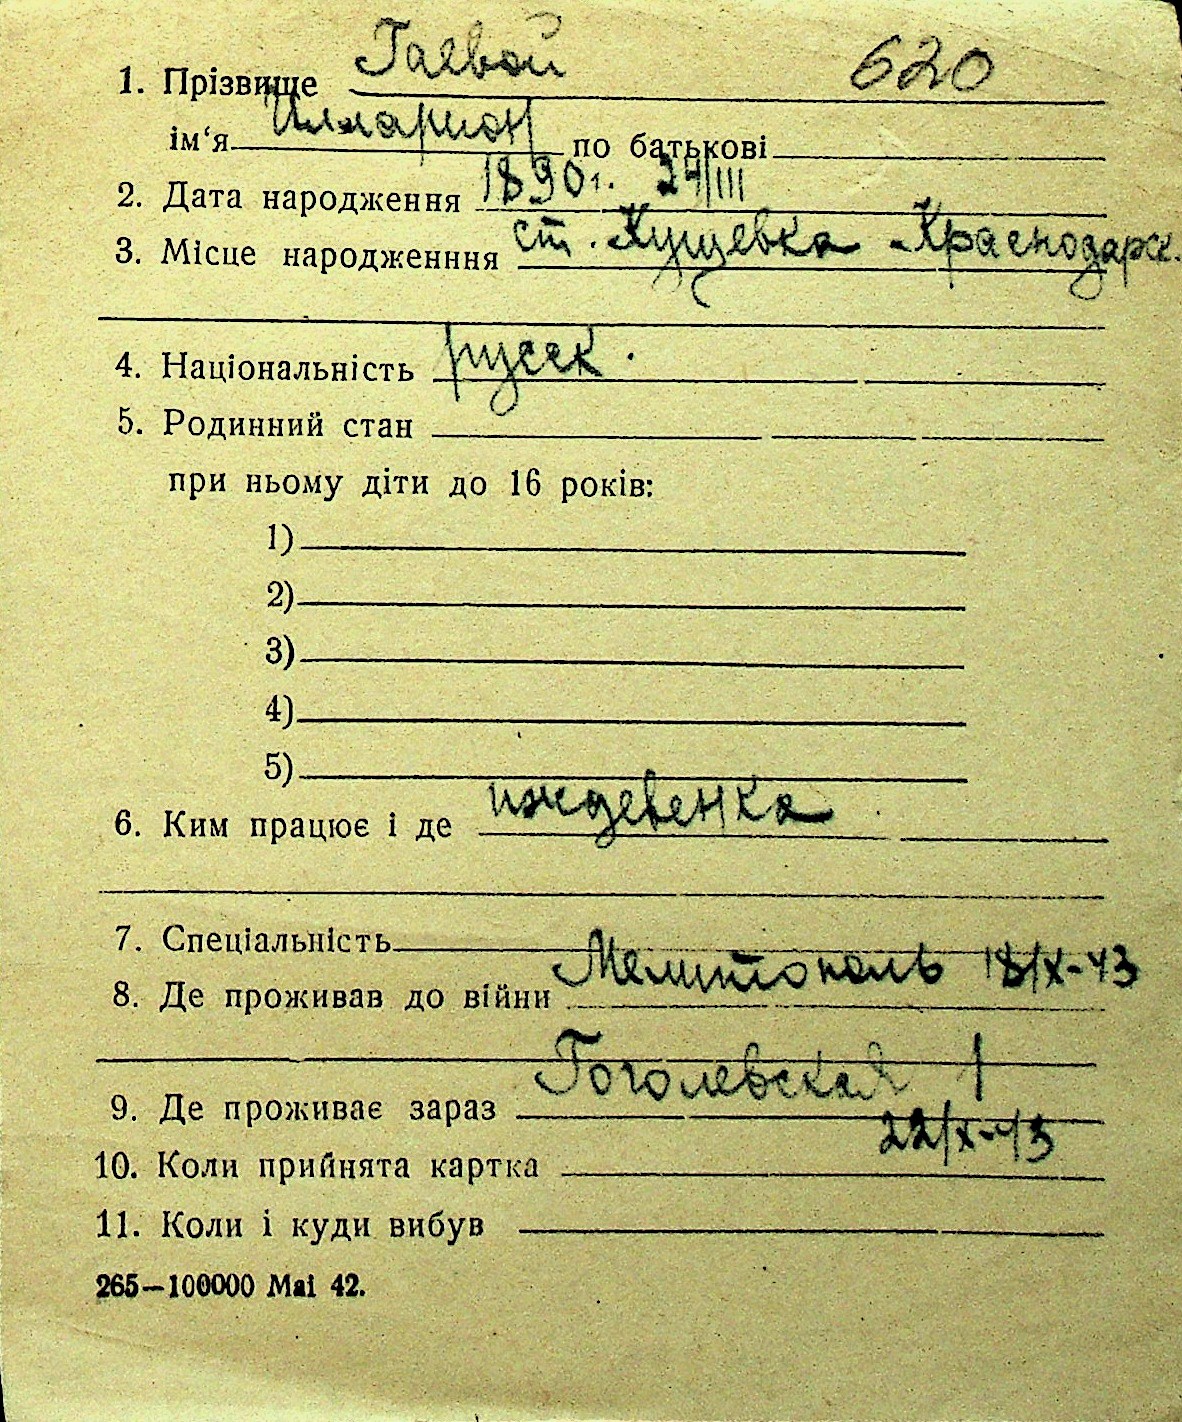 1. Прізвище Гаевой 620
ім‘я Илларион по батькові
2. Дата народження 1890 г. 24/III
3. Місце народженння ст. Кущевка - Краснодарск.
4. Національність русск.
5. Родинний стан
при ньому діти до 16 років:
1)
2)
3)
4)
5)
6. Ким працює і де иждевенка
7. Спеціальність
8. Де проживав до війни Мелитополь 18/X-43
9. Де проживає зараз Гоголевская 1
22/X-43
10. Коли прийнята картка
11. Коли і куди вибув
265—100000 Mai 42.